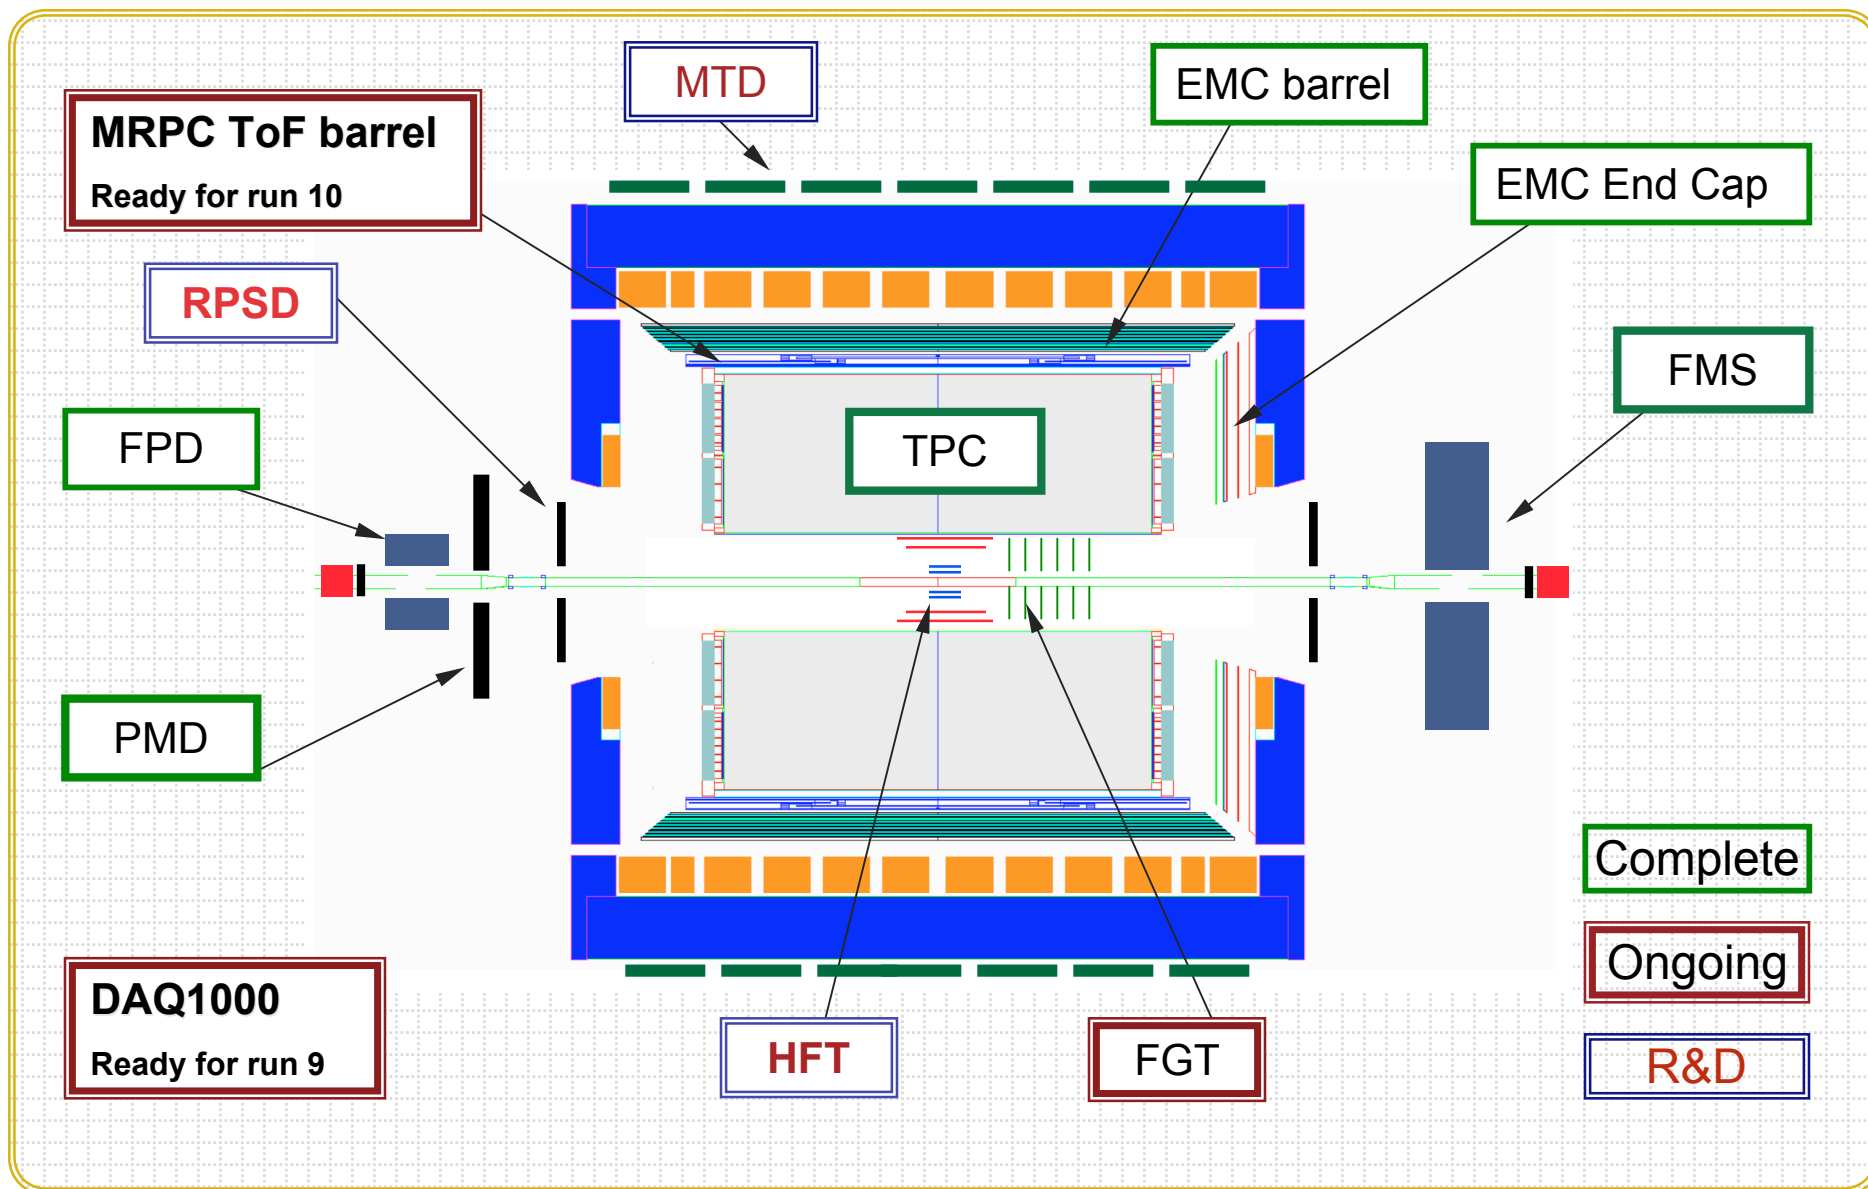 MTD
EMC barrel
MRPC ToF barrel
Ready for run 10
EMC End Cap
RPSD
FMS
FPD
TPC
PMD
Complete
Ongoing
DAQ1000
Ready for run 9
HFT
FGT
R&D